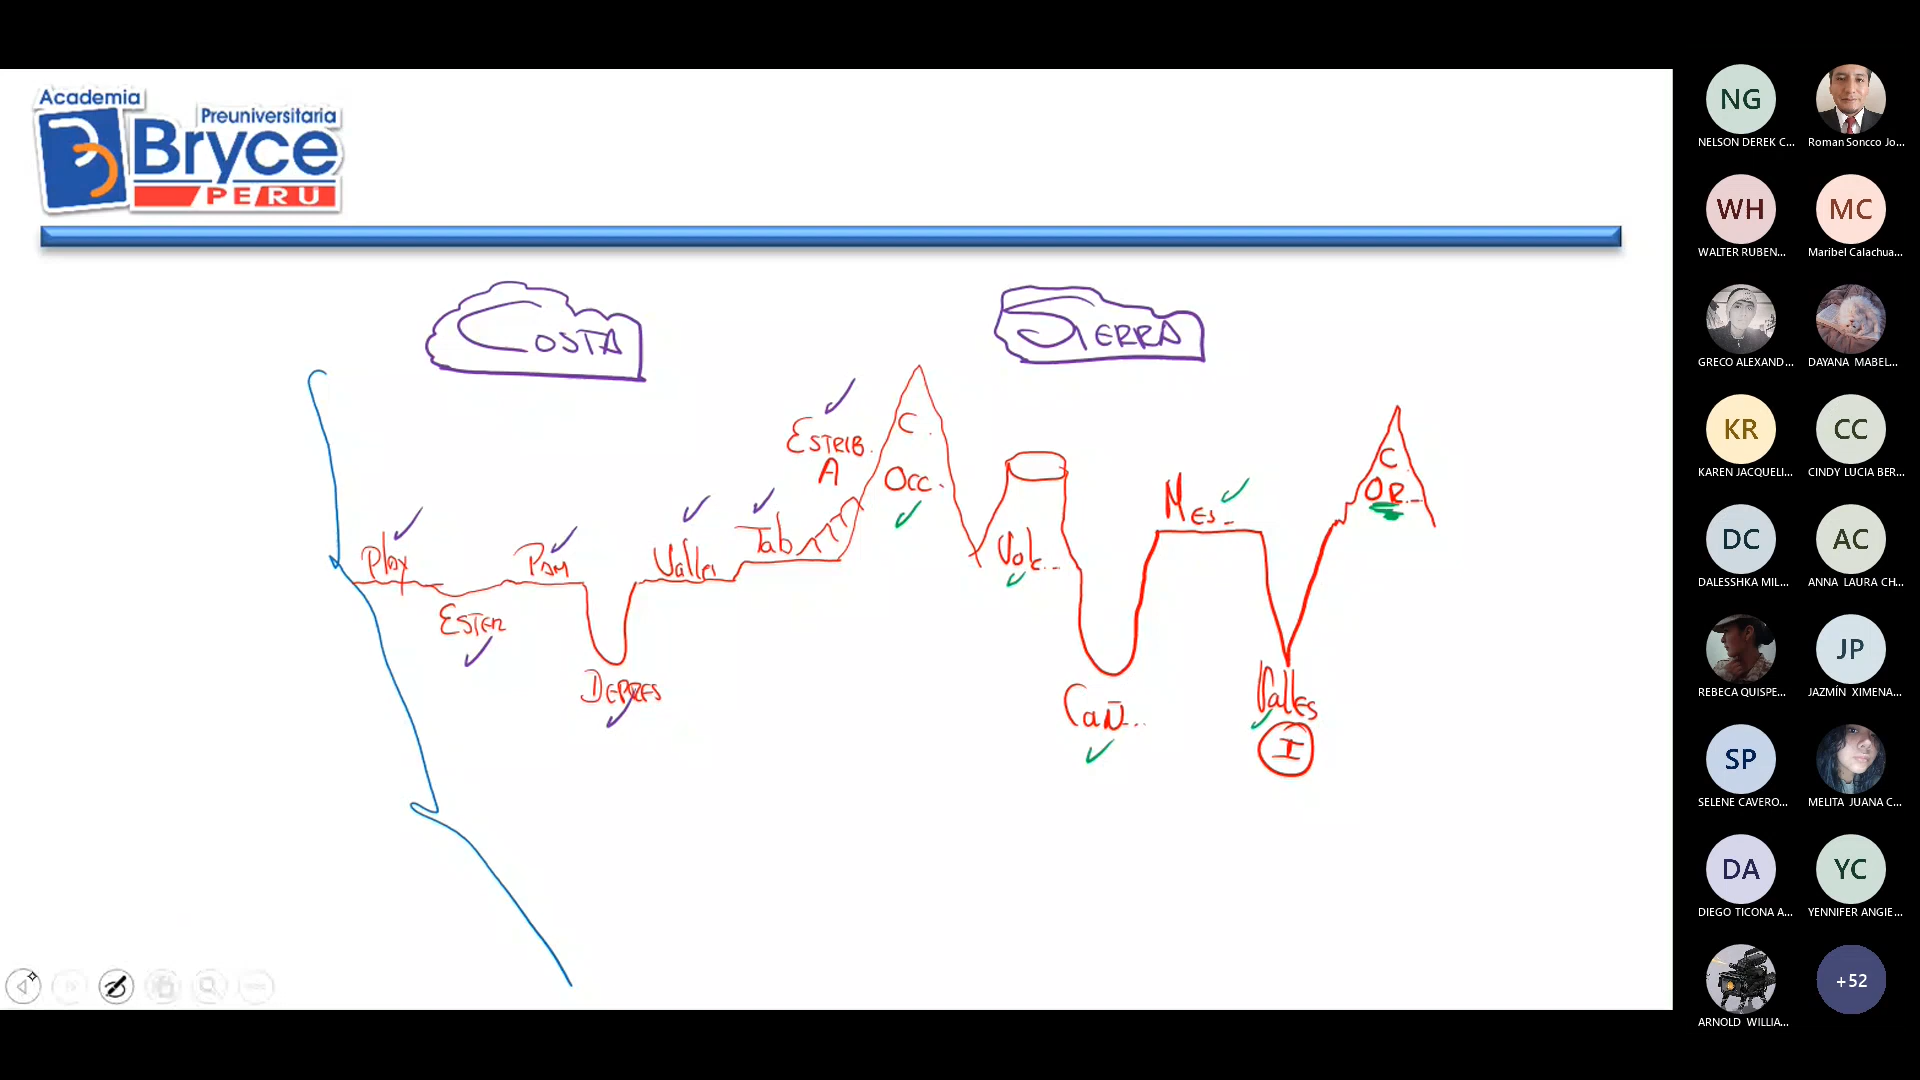 Academia
Preuniversitaria
Bryce
PERÚ
COSTA
SIERRA
ESTRIB.
A
C.
Occ.
C
OR.
Play
ESTER
PAM
DEPRES
Valles
Tab
Volc...
Cañ...
Mes..
Valles
I
NG
NELSON DEREK C...
Roman Soncco Jo...
WH
WALTER RUBEN...
MC
Maribel Calachua...
GRECO ALEXAND...
DAYANA MABEL...
KR
KAREN JACQUELI...
CC
CINDY LUCIA BER...
DC
DALESSHKA MIL...
AC
ANNA LAURA CH...
REBECA QUISPE...
JP
JAZMÍN XIMENA...
SP
SELENE CAVERO...
MELITA JUANA C...
DA
DIEGO TICONA A...
YC
YENNIFER ANGIE...
ARNOLD WILLIA...
+52